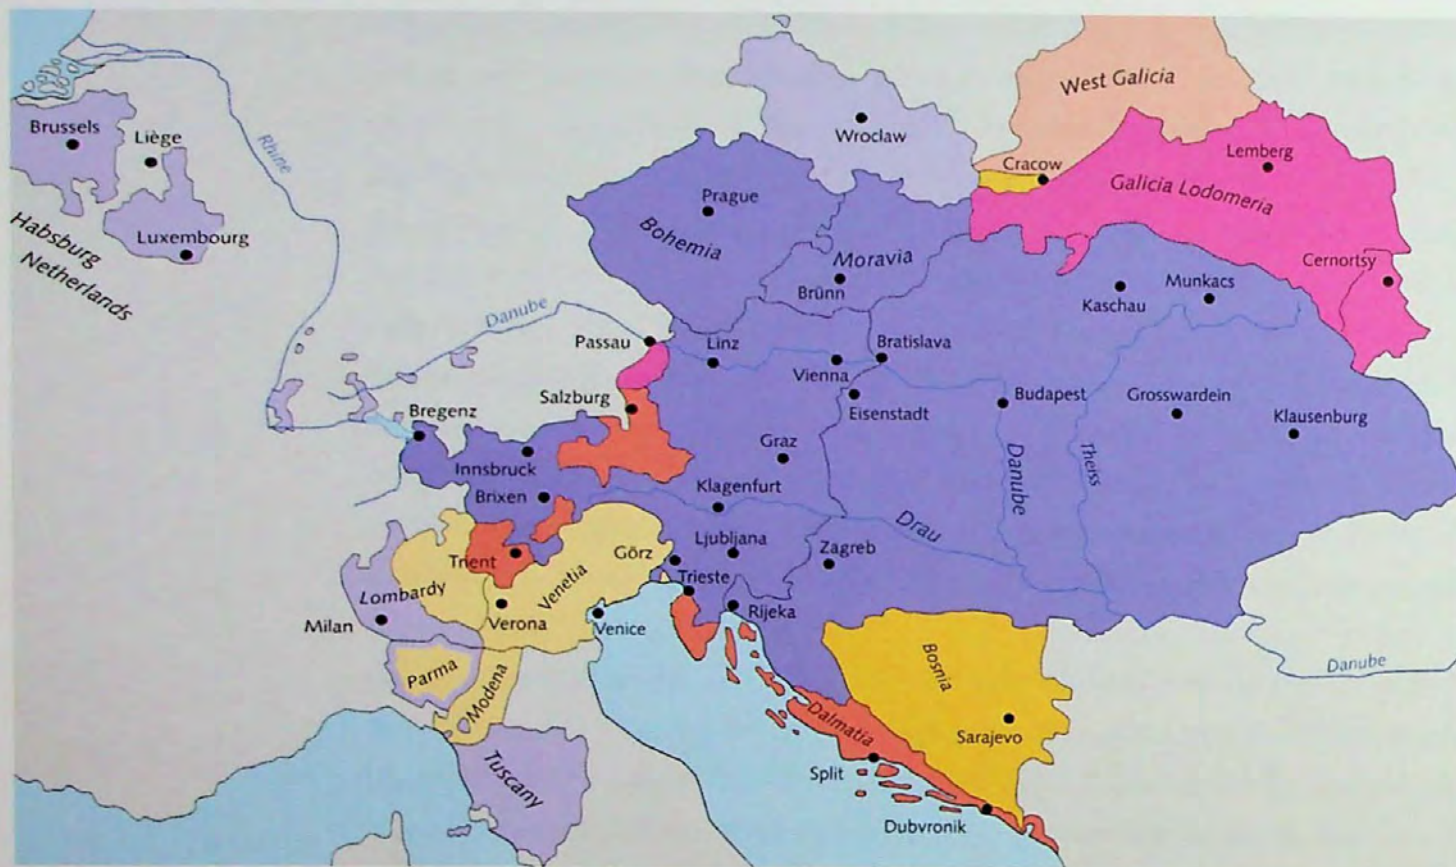 West Galicia
Brussels
Liège
Rhine
Wroclaw
Cracow
Lemberg
Galicia Lodomeria
Habsburg
Netherlands
Luxembourg
Prague
Bohemia
Moravia
Brünn
Cernortsy
Munkacs
Kaschau
Danube
Passau
Linz
Bratislava
Vienna
Salzburg
Eisenstadt
Budapest
Grosswardein
Klausenburg
Bregenz
Innsbruck
Graz
Danube
Theiss
Brixen
Klagenfurt
Drau
Trient
Görz
Ljubljana
Zagreb
Trieste
Venetia
Lombardy
Milan
Verona
Venice
Rijeka
Parma
Modena
Bosnia
Danube
Tuscany
Dalmatia
Sarajevo
Split
Dubvronik